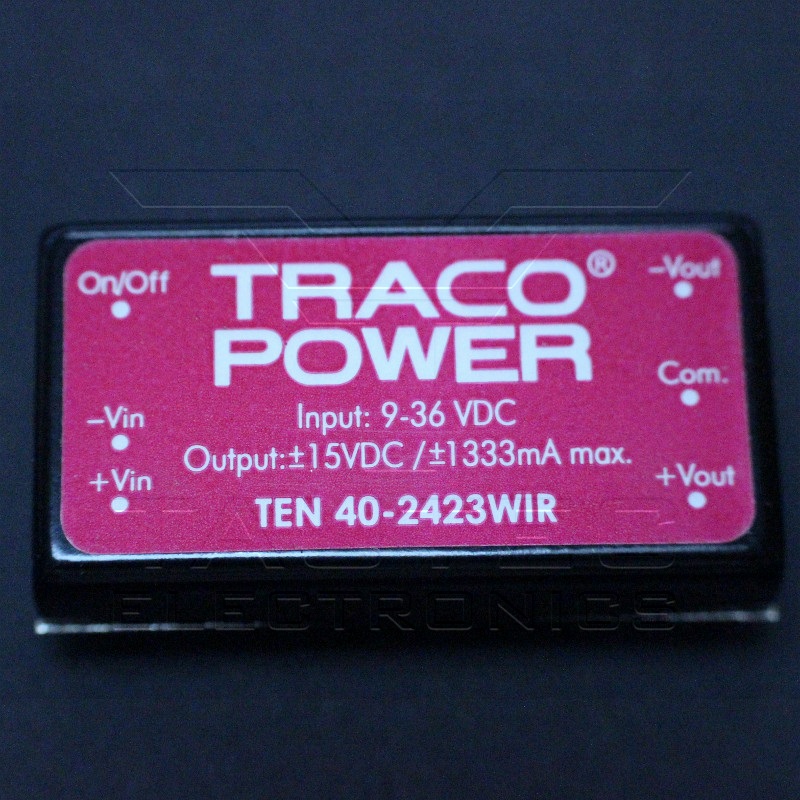 On/Off
TRACO®
POWER
-Vout
Com.
-Vin
Input: 9-36 VDC
Output:±15VDC /±1333mA max.
+Vin
+Vout
TEN 40-2423WIR
ELECTRONICS